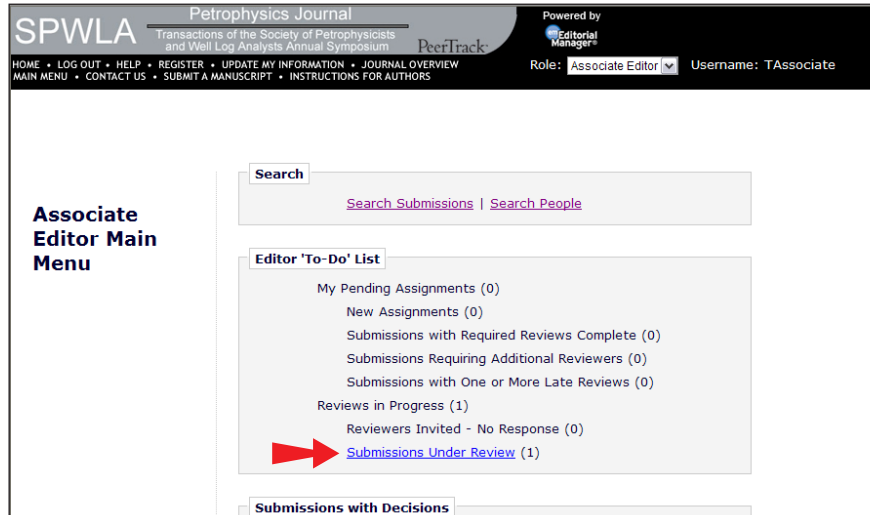 SPWLA
Petrophysics Journal
Transactions of the Society of Petrophysicists
and Well Log Analysts Annual Symposium
PeerTrack™
Powered by
Editorial
Manager®
HOME • LOG OUT • HELP • REGISTER • UPDATE MY INFORMATION • JOURNAL OVERVIEW
MAIN MENU • CONTACT US • SUBMIT A MANUSCRIPT • INSTRUCTIONS FOR AUTHORS
Role: Associate Editor Username: TAssociate
Associate
Editor Main
Menu
Search
Search Submissions | Search People
Editor 'To-Do' List
My Pending Assignments (0)
New Assignments (0)
Submissions with Required Reviews Complete (0)
Submissions Requiring Additional Reviewers (0)
Submissions with One or More Late Reviews (0)
Reviews in Progress (1)
Reviewers Invited - No Response (0)
Submissions Under Review (1)
Submissions with Decisions